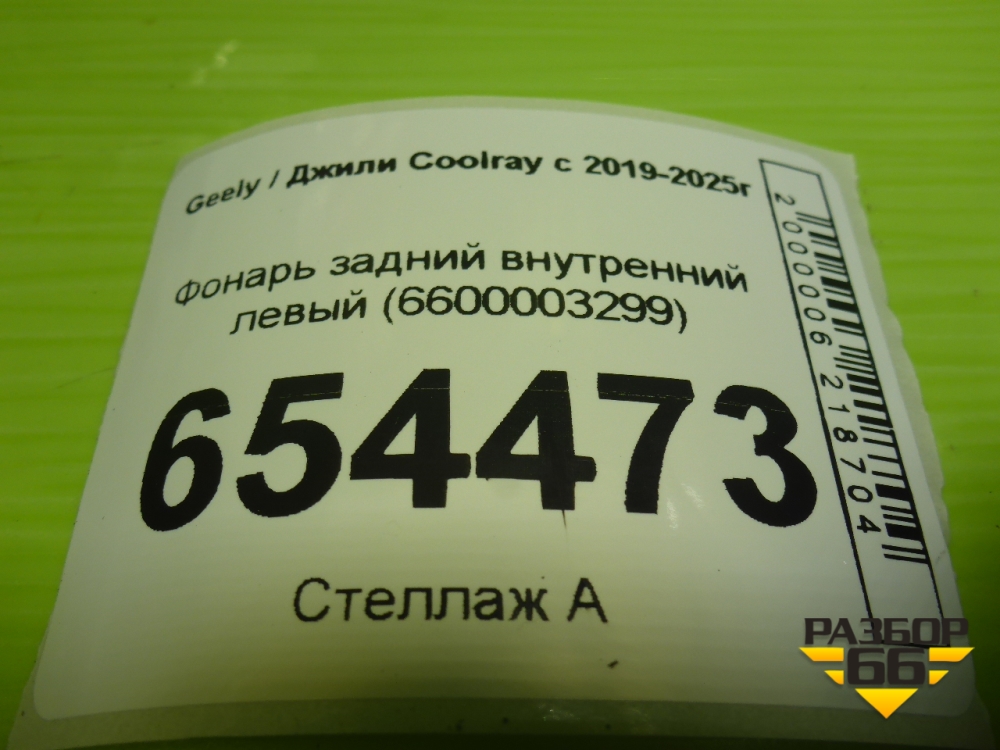 Geely / Джили Coolray с 2019-2025г
фонарь задний внутренний
левый (6600003299)
654473
Стеллаж А
2000006218704
РАЗБОР
66